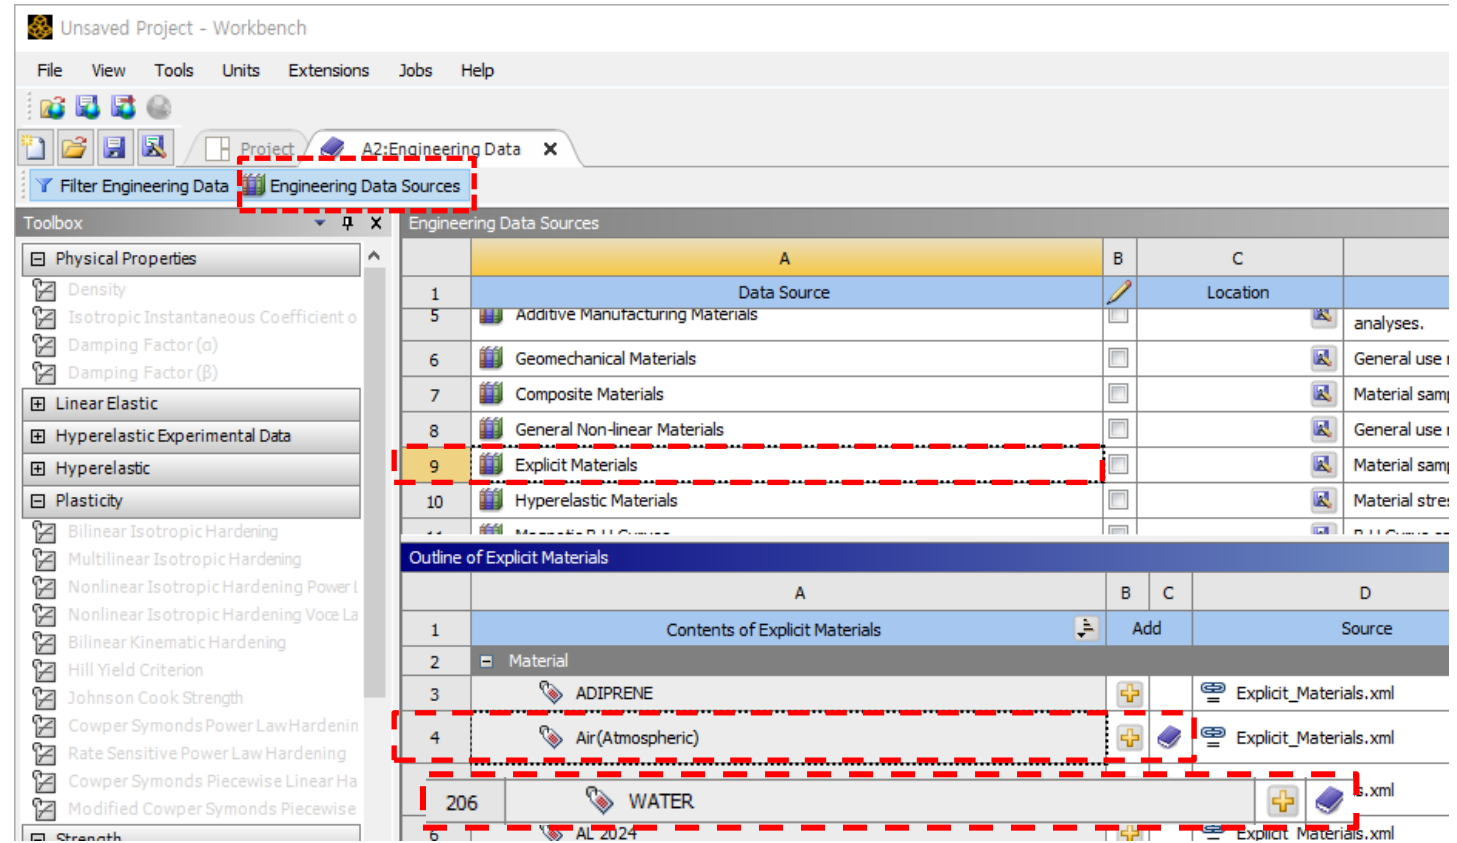 Unsaved Project - Workbench
File View Tools Units Extensions Jobs Help
Project A2:Engineering Data
Filter Engineering Data Engineering Data Sources
Toolbox
Physical Properties
Density
Isotropic Instantaneous Coefficient o
Damping Factor (α)
Damping Factor (β)
Linear Elastic
Hyperelastic Experimental Data
Hyperelastic
Plasticity
Bilinear Isotropic Hardening
Multilinear Isotropic Hardening
Nonlinear Isotropic Hardening Power L
Nonlinear Isotropic Hardening Voce La
Bilinear Kinematic Hardening
Hill Yield Criterion
Johnson Cook Strength
Cowper Symonds Power Law Hardenin
Rate Sensitive Power Law Hardening
Cowper Symonds Piecewise Linear Ha
Modified Cowper Symonds Piecewise
Strength
Engineering Data Sources
A B C
1 Data Source Location
5 Additive Manufacturing Materials analyses.
6 Geomechanical Materials General use
7 Composite Materials Material sam
8 General Non-linear Materials General use
9 Explicit Materials Material sam
10 Hyperelastic Materials Material stre
Outline of Explicit Materials
A B C D
1 Contents of Explicit Materials Add Source
2 Material
3 ADIPRENE Explicit_Materials.xml
4 Air(Atmospheric) Explicit_Materials.xml
206 WATER s.xml
6 AL 2024 Explicit_Materials.xml